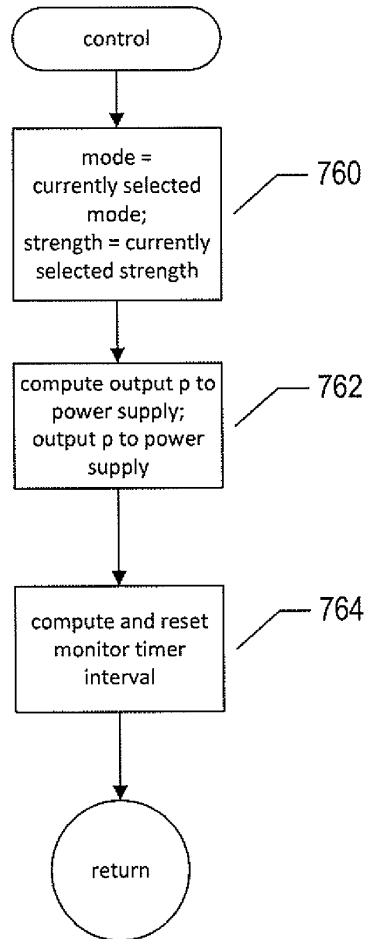 control
mode =
currently selected
mode;
strength = currently
selected strength
760
compute output p to
power supply;
output p to power
supply
762
compute and reset
monitor timer
interval
764
return